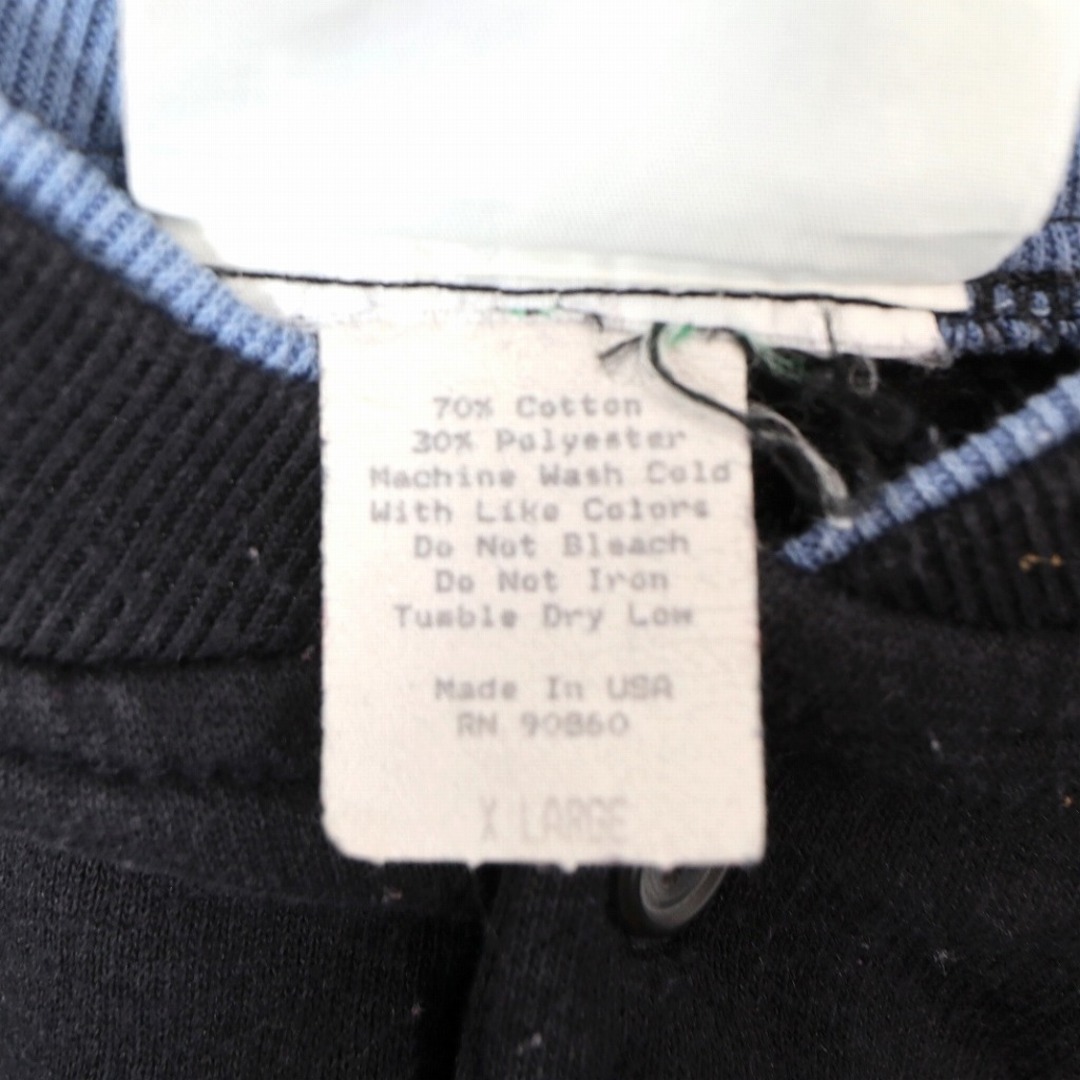 70% Cotton
30% Polyester
Machine Wash Cold
With Like Colors
Do Not Bleach
Do Not Iron
Tumble Dry Low
Made In USA
RN 90860
X LARGE